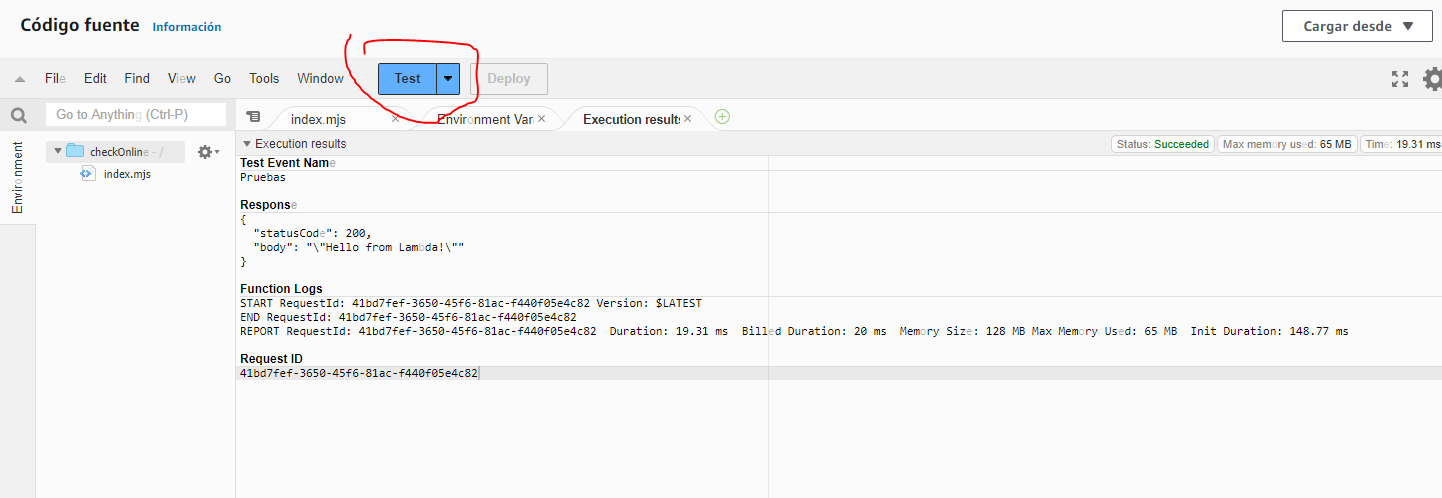 Código fuente Información
Cargar desde
File Edit Find View Go Tools Window Test Deploy
Go to Anything (Ctrl-P)
index.mjs Environment Var Execution results
Environment
checkOnline - /
index.mjs
Execution results
Status: Succeeded Max memory used: 65 MB Time: 19.31 ms
Test Event Name
Pruebas
Response
{
"statusCode": 200,
"body": "\"Hello from Lambda!\""
}
Function Logs
START RequestId: 41bd7fef-3650-45f6-81ac-f440f05e4c82 Version: $LATEST
END RequestId: 41bd7fef-3650-45f6-81ac-f440f05e4c82
REPORT RequestId: 41bd7fef-3650-45f6-81ac-f440f05e4c82 Duration: 19.31 ms Billed Duration: 20 ms Memory Size: 128 MB Max Memory Used: 65 MB Init Duration: 148.77 ms
Request ID
41bd7fef-3650-45f6-81ac-f440f05e4c82